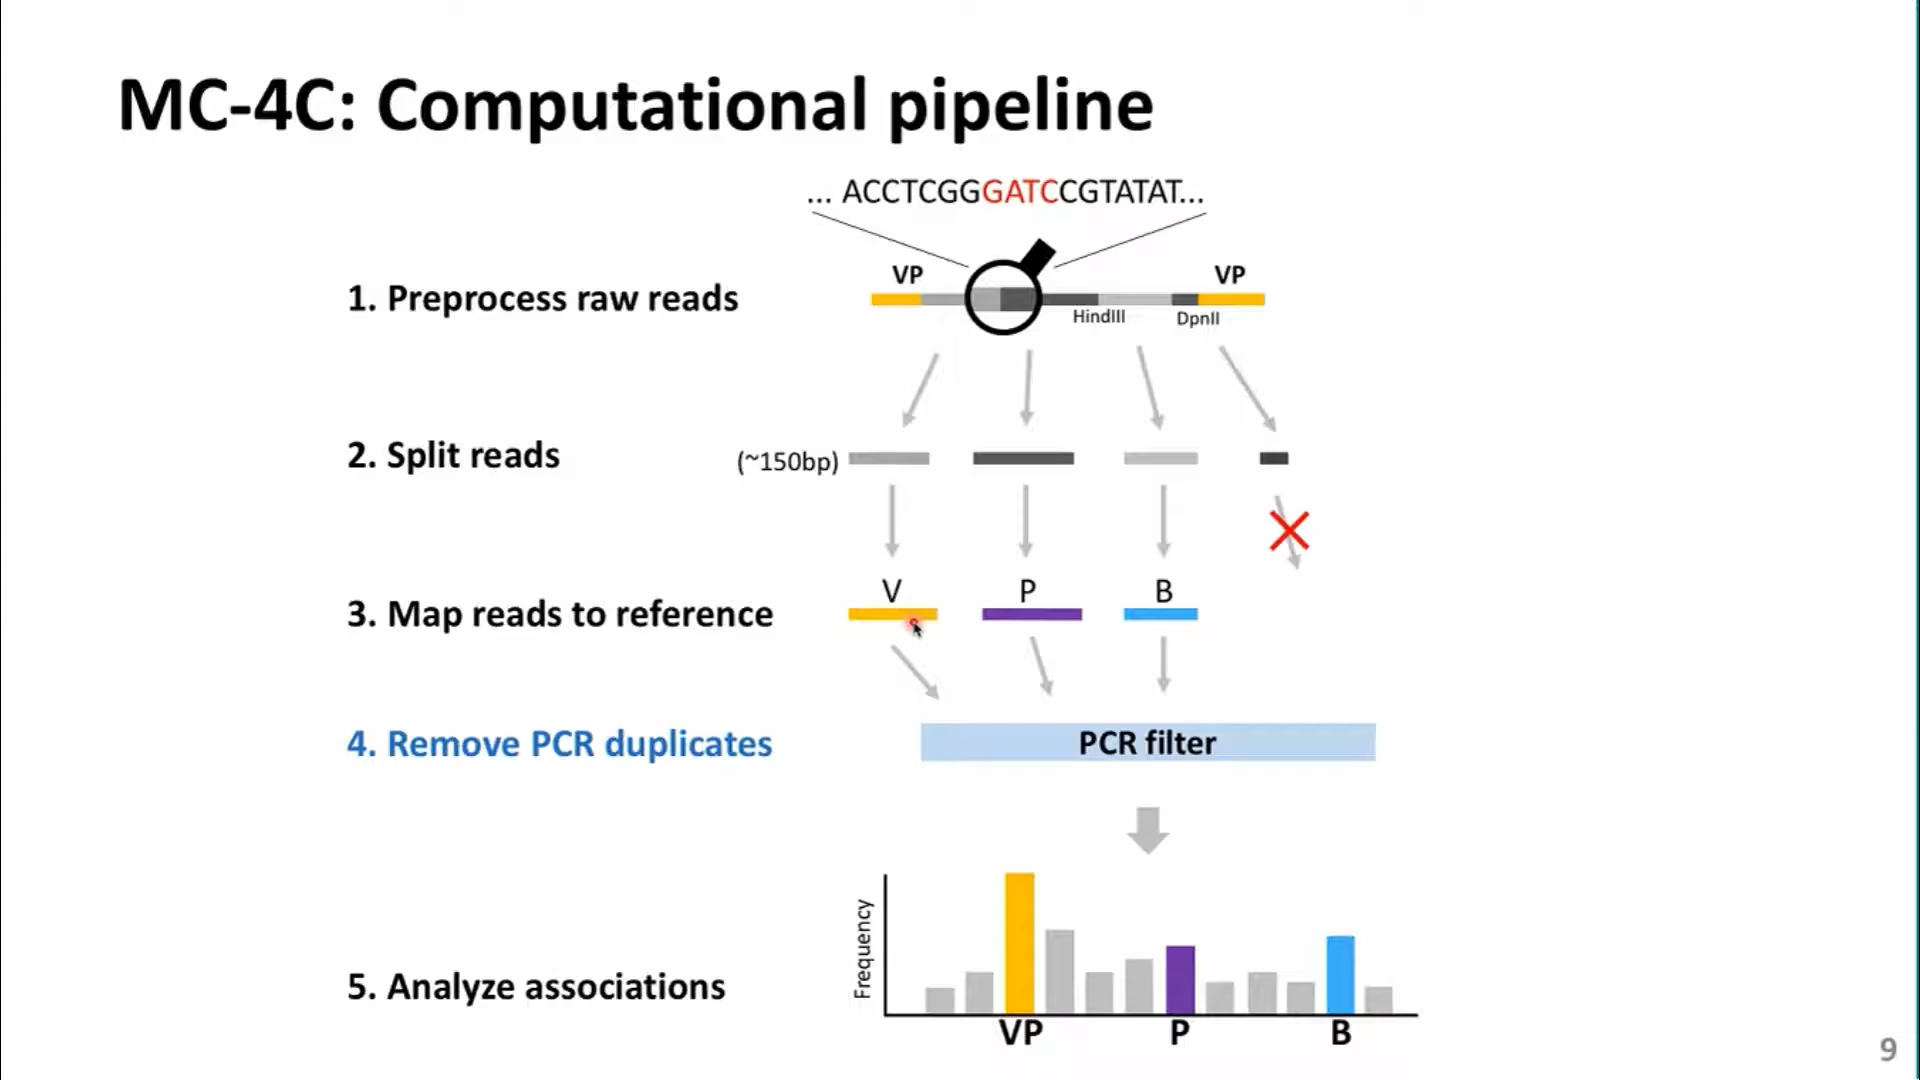 MC-4C: Computational pipeline
... ACCTCGGGATCCGTATAT...
VP
VP
1. Preprocess raw reads
HindIII
DpnII
2. Split reads
(~150bp)
V
P
B
3. Map reads to reference
4. Remove PCR duplicates
PCR filter
Frequency
5. Analyze associations
VP
P
B
9